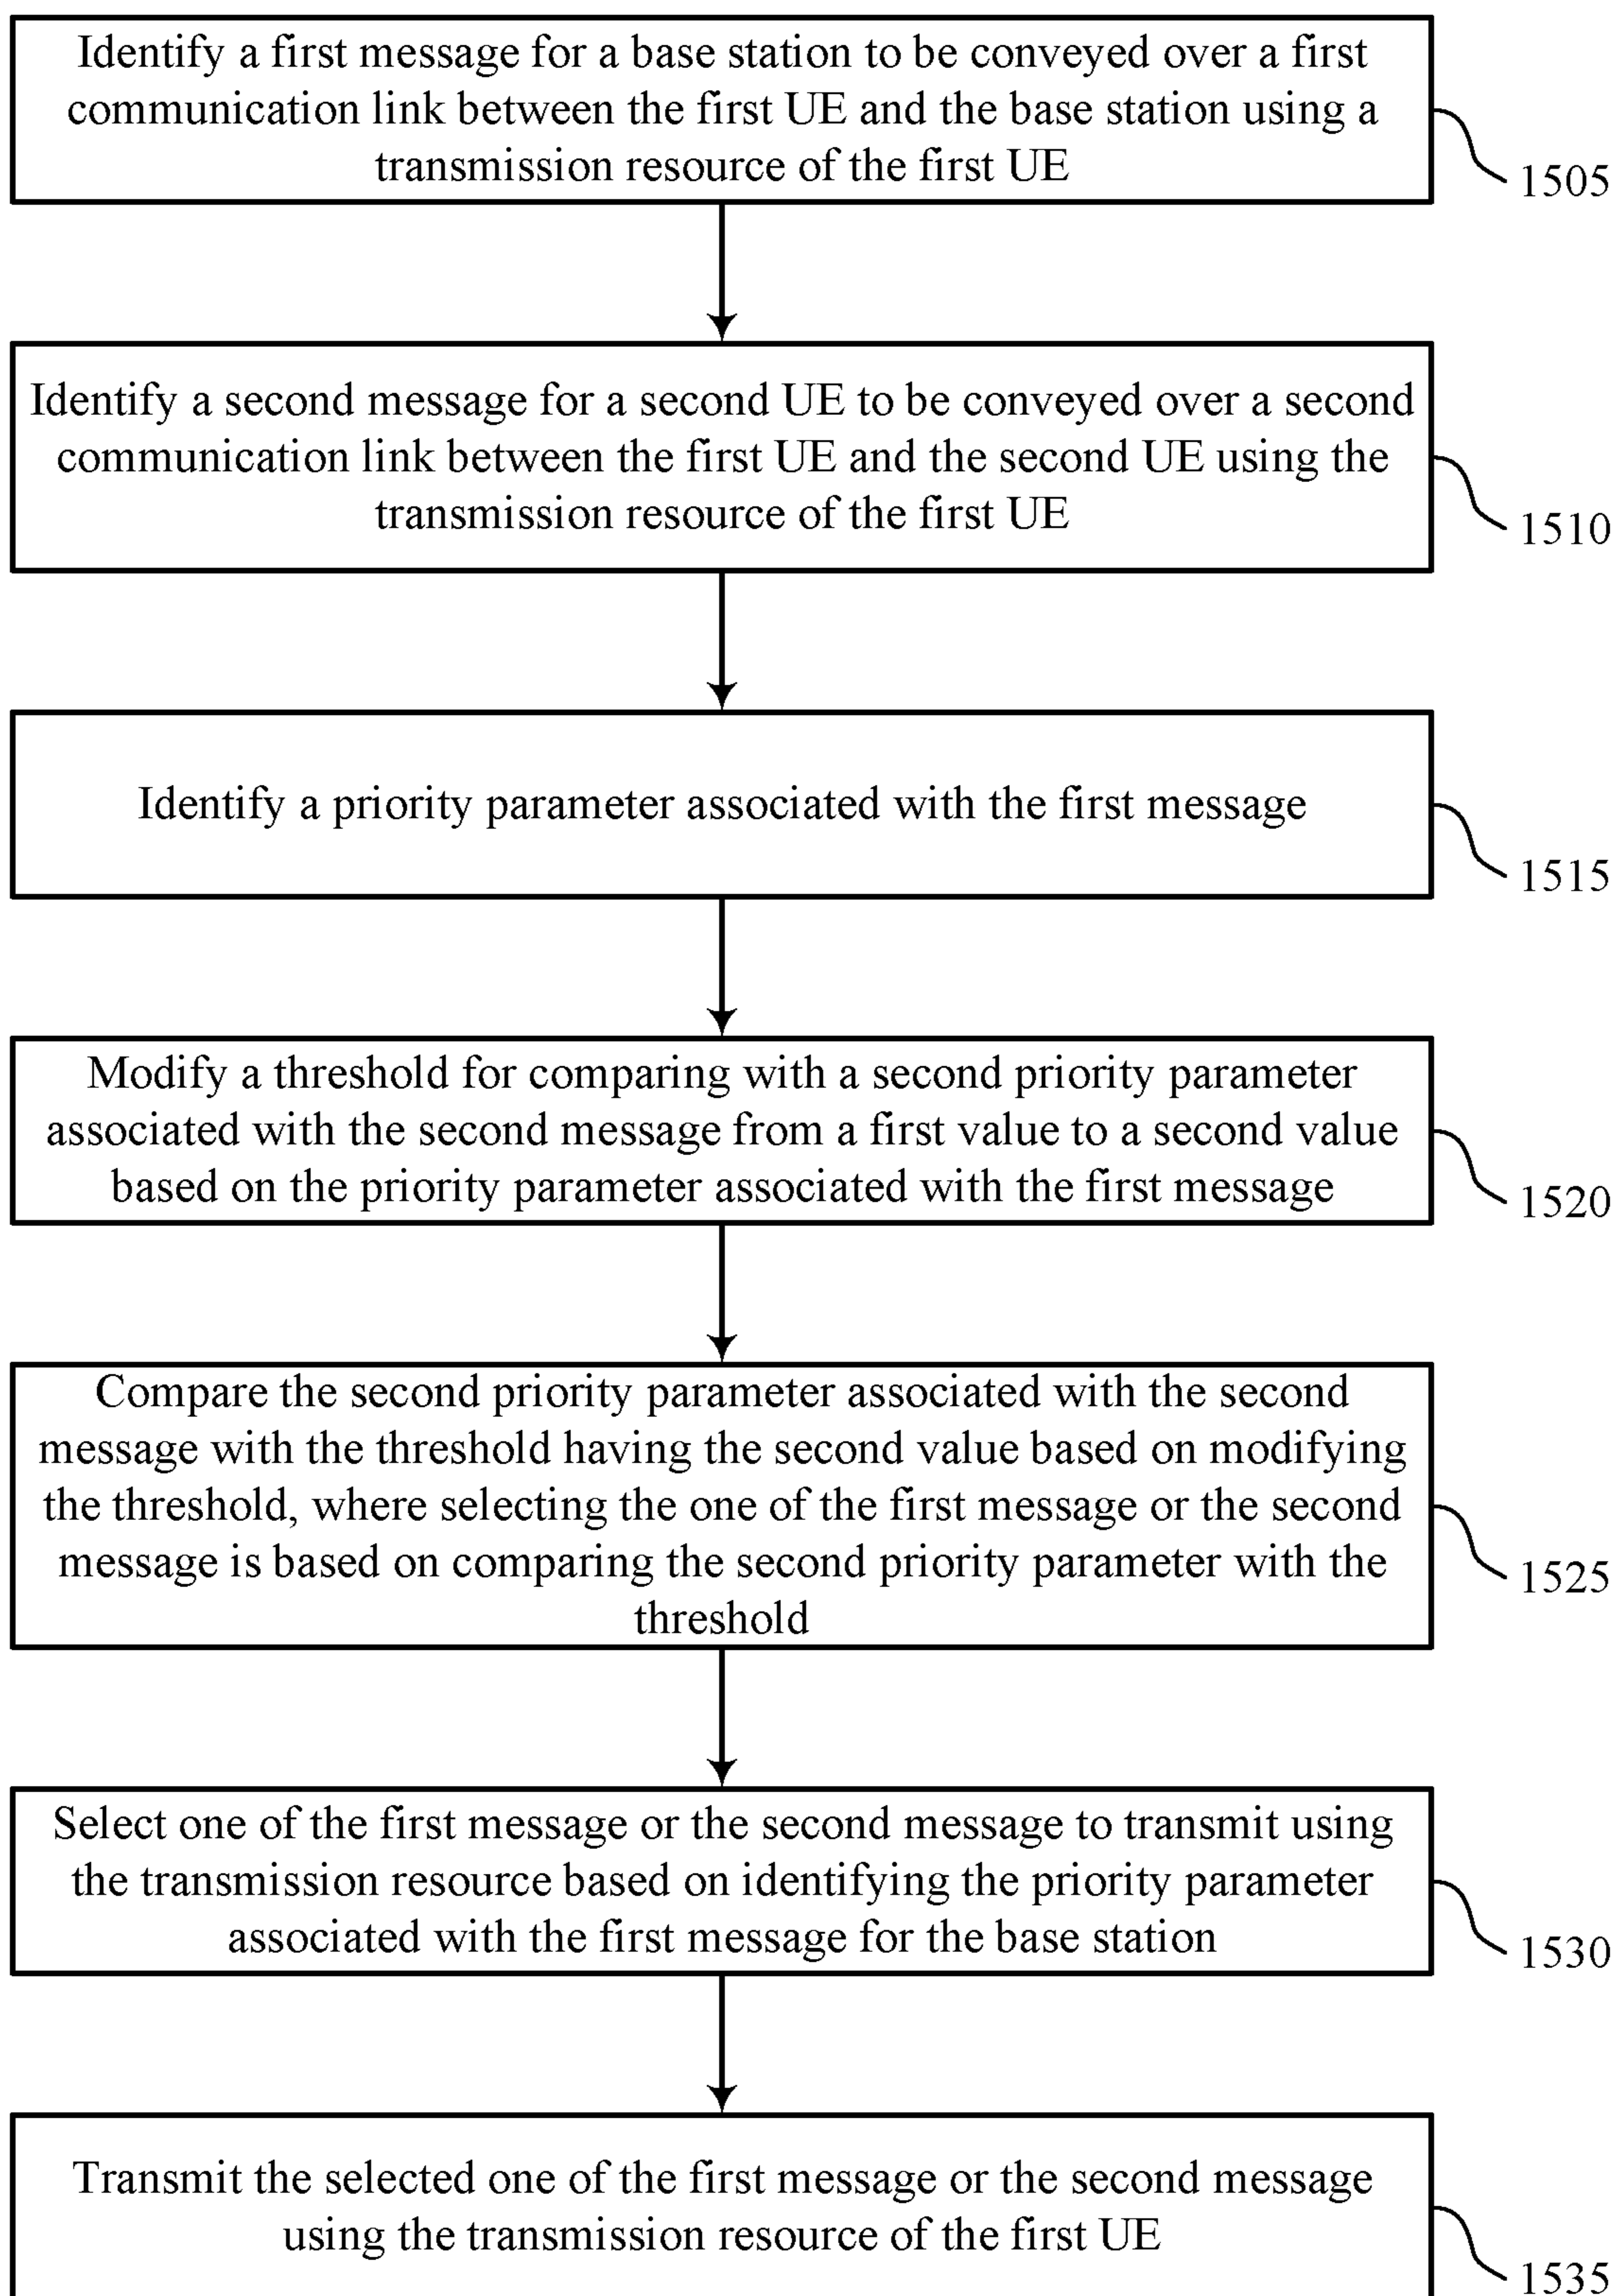 Identify a first message for a base station to be conveyed over a first
communication link between the first UE and the base station using a
transmission resource of the first UE
1505
Identify a second message for a second UE to be conveyed over a second
communication link between the first UE and the second UE using the
transmission resource of the first UE
1510
Identify a priority parameter associated with the first message
1515
Modify a threshold for comparing with a second priority parameter
associated with the second message from a first value to a second value
based on the priority parameter associated with the first message
1520
Compare the second priority parameter associated with the second
message with the threshold having the second value based on modifying
the threshold, where selecting the one of the first message or the second
message is based on comparing the second priority parameter with the
threshold
1525
Select one of the first message or the second message to transmit using
the transmission resource based on identifying the priority parameter
associated with the first message for the base station
1530
Transmit the selected one of the first message or the second message
using the transmission resource of the first UE
1535